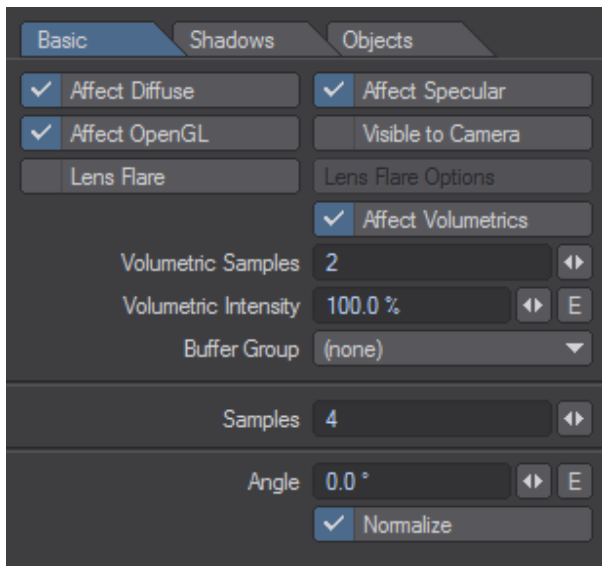 Basic Shadows Objects
Affect Diffuse Affect Specular
Affect OpenGL Visible to Camera
Lens Flare Lens Flare Options
Affect Volumetrics
Volumetric Samples 2
Volumetric Intensity 100.0 % E
Buffer Group (none)
Samples 4
Angle 0.0 ° E
Normalize